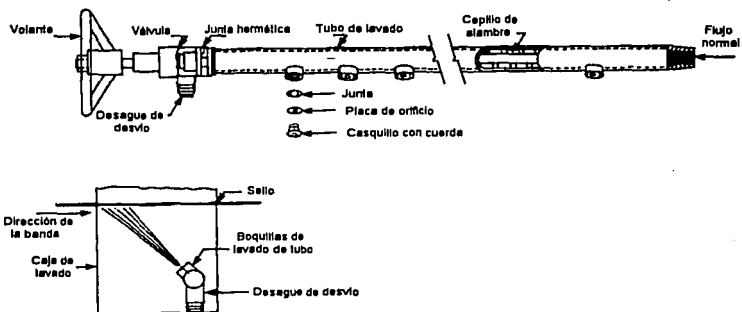 Volante
Válvula
Junta hermática
Tubo de lavado
Cepillo de
alambre
Flujo
normal
Desague de
desvío
Junta
Placa de orificio
Casquillo con cuerda
Sello
Dirección de
la banda
Boquillas de
lavado de tubo
Caja de
lavado
Desague de desvío